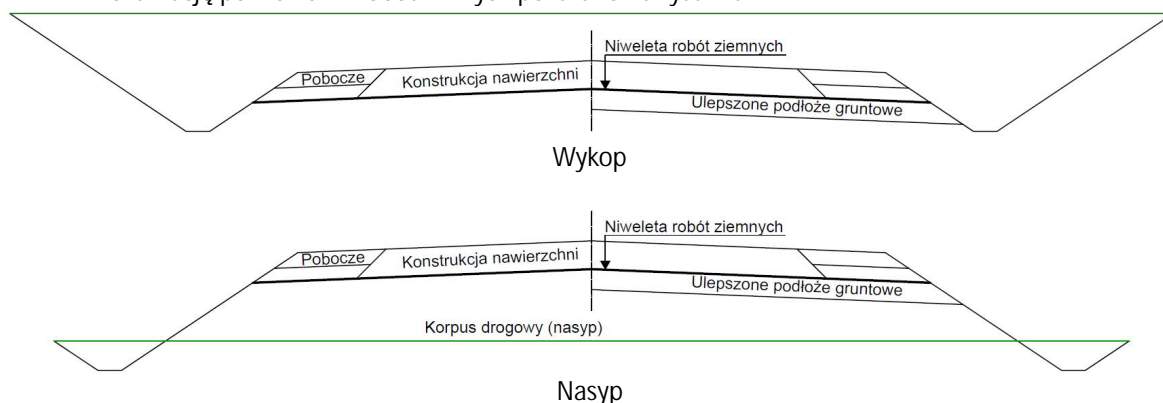 Niweleta robót ziemnych
Pobocze
Konstrukcja nawierzchni
Ulepszone podłoże gruntowe
Wykop
Niweleta robót ziemnych
Pobocze
Konstrukcja nawierzchni
Ulepszone podłoże gruntowe
Korpus drogowy (nasyp)
Nasyp